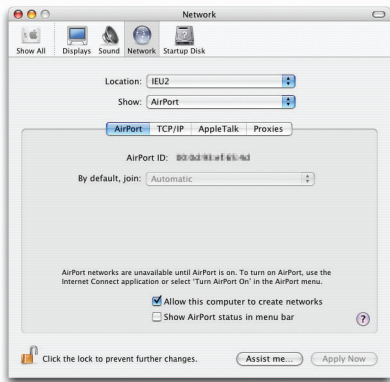 Network
Show All
Displays
Sound
Network
Startup Disk
Location: IEU2
Show: AirPort
AirPort
TCP/IP
AppleTalk
Proxies
AirPort ID:
By default, join: Automatic
AirPort networks are unavailable until AirPort is on. To turn on AirPort, use the
Internet Connect application or select 'Turn AirPort On' in the AirPort menu.
Allow this computer to create networks
Show AirPort status in menu bar
?
Click the lock to prevent further changes.
Assist me...
Apply Now